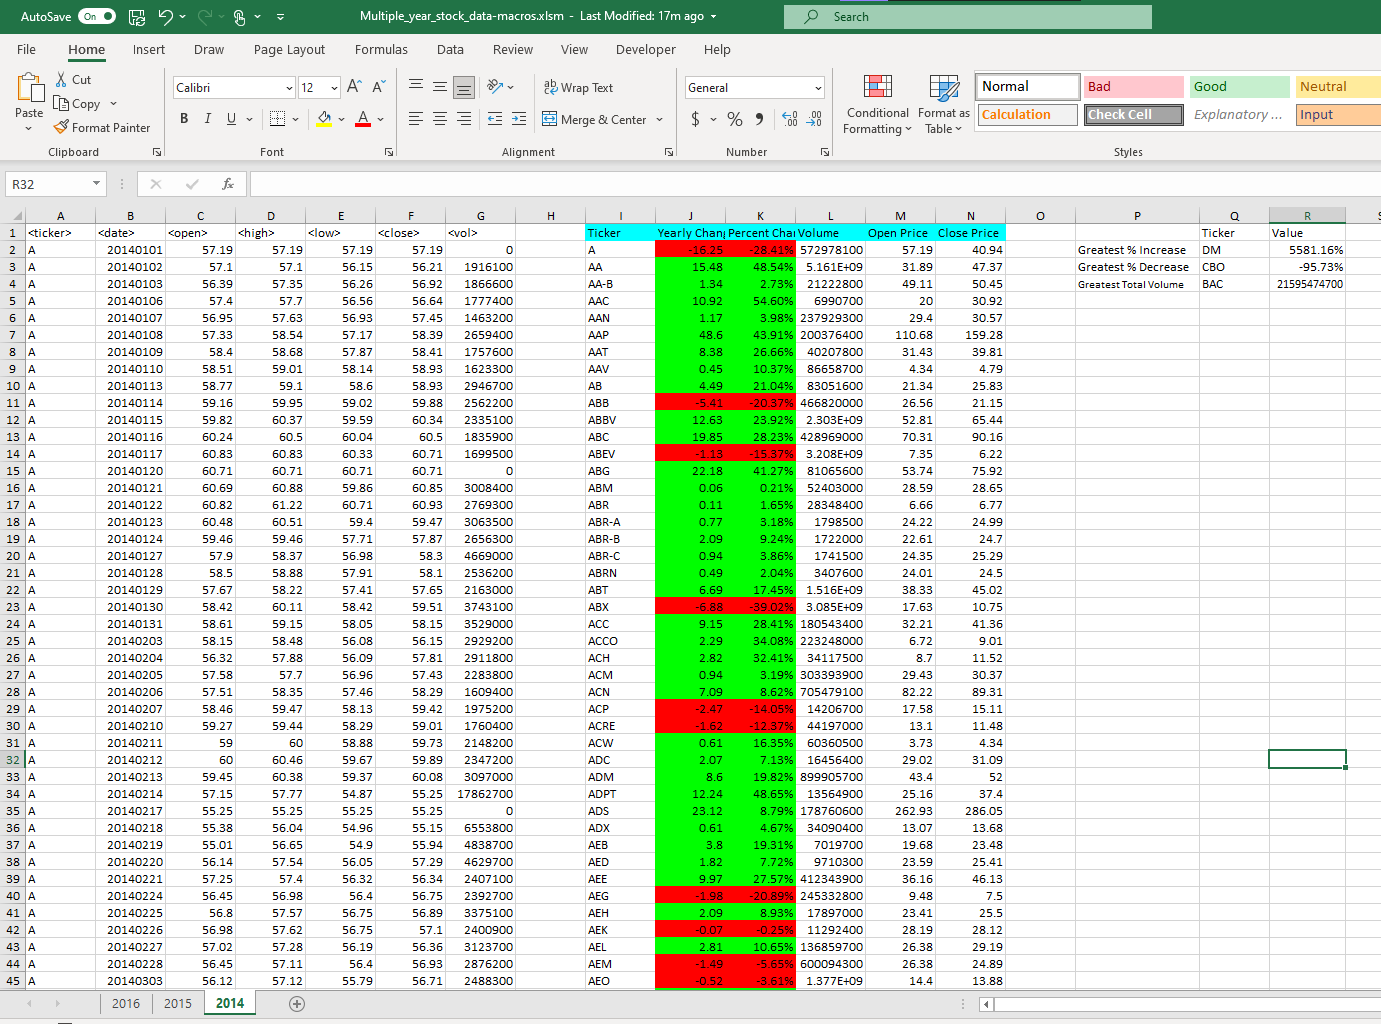 AutoSave On Multiple_year_stock_data-macros.xlsm - Last Modified: 17m ago Search
File Home Insert Draw Page Layout Formulas Data Review View Developer Help
Paste Cut Copy Format Painter Clipboard
Calibri 12 A^ Aˇ B I U A Font
ab Wrap Text Merge & Center Alignment
General $ % 9 .00 Number
Conditional Formatting Format as Table
Normal Bad Good Neutral
Calculation Check Cell Explanatory ... Input
Styles
R32 fx
A B C D E F G H I J K L M N O P Q R S
1 <ticker> <date> <open> <high> <low> <close> <vol> Ticker Yearly Chang Percent Chan Volume Open Price Close Price Ticker Value
2 A 20140101 57.19 57.19 57.19 57.19 0 A -16.25 -28.41% 572978100 57.19 40.94 Greatest % Increase DM 5581.16%
3 A 20140102 57.1 57.1 56.15 56.21 1916100 AA 15.48 48.54% 5.161E+09 31.89 47.37 Greatest % Decrease CBO -95.73%
4 A 20140103 56.39 57.35 56.26 56.92 1866600 AA-B 1.34 2.73% 21222800 49.11 50.45 Greatest Total Volume BAC 21595474700
5 A 20140106 57.4 57.7 56.56 56.64 1777400 AAC 10.92 54.60% 6990700 20 30.92
6 A 20140107 56.95 57.63 56.93 57.45 1463200 AAN 1.17 3.98% 237929300 29.4 30.57
7 A 20140108 57.33 58.54 57.17 58.39 2659400 AAP 48.6 43.91% 200376400 110.68 159.28
8 A 20140109 58.4 58.68 57.87 58.41 1757600 AAT 8.38 26.66% 40207800 31.43 39.81
9 A 20140110 58.51 59.01 58.14 58.93 1623300 AAV 0.45 10.37% 86658700 4.34 4.79
10 A 20140113 58.77 59.1 58.6 58.93 2946700 AB 4.49 21.04% 83051600 21.34 25.83
11 A 20140114 59.16 59.95 59.02 59.88 2562200 ABB -5.41 -20.37% 466820000 26.56 21.15
12 A 20140115 59.82 60.37 59.59 60.34 2335100 ABBV 12.63 23.92% 2.303E+09 52.81 65.44
13 A 20140116 60.24 60.5 60.04 60.5 1835900 ABC 19.85 28.23% 428969000 70.31 90.16
14 A 20140117 60.83 60.83 60.33 60.71 1699500 ABEV -1.13 -15.37% 3.208E+09 7.35 6.22
15 A 20140120 60.71 60.71 60.71 60.71 0 ABG 22.18 41.27% 81065600 53.74 75.92
16 A 20140121 60.69 60.88 59.86 60.85 3008400 ABM 0.06 0.21% 52403000 28.59 28.65
17 A 20140122 60.82 61.22 60.71 60.93 2769300 ABR 0.11 1.65% 28348400 6.66 6.77
18 A 20140123 60.48 60.51 59.4 59.47 3063500 ABR-A 0.77 3.18% 1798500 24.22 24.99
19 A 20140124 59.46 59.46 57.71 57.87 2656300 ABR-B 2.09 9.24% 1722000 22.61 24.7
20 A 20140127 57.9 58.37 56.98 58.3 4669000 ABR-C 0.94 3.86% 1741500 24.35 25.29
21 A 20140128 58.5 58.88 57.91 58.1 2536200 ABRN 0.49 2.04% 3407600 24.01 24.5
22 A 20140129 57.67 58.22 57.41 57.65 2163000 ABT 6.69 17.45% 1.516E+09 38.33 45.02
23 A 20140130 58.42 60.11 58.42 59.51 3743100 ABX -6.88 -39.02% 3.085E+09 17.63 10.75
24 A 20140131 58.61 59.15 58.05 58.15 3529000 ACC 9.15 28.41% 180543400 32.21 41.36
25 A 20140203 58.15 58.48 56.08 56.15 2929200 ACCO 2.29 34.08% 223248000 6.72 9.01
26 A 20140204 56.32 57.88 56.09 57.81 2911800 ACH 2.82 32.41% 34117500 8.7 11.52
27 A 20140205 57.58 57.7 56.96 57.43 2283800 ACM 0.94 3.19% 303393900 29.43 30.37
28 A 20140206 57.51 58.35 57.46 58.29 1609400 ACN 7.09 8.62% 705479100 82.22 89.31
29 A 20140207 58.46 59.47 58.13 59.42 1975200 ACP -2.47 -14.05% 14206700 17.58 15.11
30 A 20140210 59.27 59.44 58.29 59.01 1760400 ACRE -1.62 -12.37% 44197000 13.1 11.48
31 A 20140211 59 60 58.88 59.73 2148200 ACW 0.61 16.35% 60360500 3.73 4.34
32 A 20140212 60 60.46 59.67 59.89 2347200 ADC 2.07 7.13% 16456400 29.02 31.09
33 A 20140213 59.45 60.38 59.37 60.08 3097000 ADM 8.6 19.82% 899905700 43.4 52
34 A 20140214 57.15 57.77 54.87 55.25 17862700 ADPT 12.24 48.65% 13564900 25.16 37.4
35 A 20140217 55.25 55.25 55.25 55.25 0 ADS 23.12 8.79% 178760600 262.93 286.05
36 A 20140218 55.38 56.04 54.96 55.15 6553800 ADX 0.61 4.67% 34090400 13.07 13.68
37 A 20140219 55.01 56.65 54.9 55.94 4838700 AEB 3.8 19.31% 7019700 19.68 23.48
38 A 20140220 56.14 57.54 56.05 57.29 4629700 AED 1.82 7.72% 9710300 23.59 25.41
39 A 20140221 57.25 57.4 56.32 56.34 2407100 AEE 9.97 27.57% 412343900 36.16 46.13
40 A 20140224 56.45 56.98 56.4 56.75 2392700 AEG -1.98 -20.89% 245332800 9.48 7.5
41 A 20140225 56.8 57.57 56.75 56.89 3375100 AEH 2.09 8.93% 17897000 23.41 25.5
42 A 20140226 56.98 57.62 56.75 57.1 2400900 AEK -0.07 -0.25% 11292400 28.19 28.12
43 A 20140227 57.02 57.28 56.19 56.36 3123700 AEL 2.81 10.65% 136859700 26.38 29.19
44 A 20140228 56.45 57.11 56.4 56.93 2876200 AEM -1.49 -5.65% 600094300 26.38 24.89
45 A 20140303 56.12 57.12 55.79 56.71 2488300 AEO -0.52 -3.61% 1.377E+09 14.4 13.88
2016 2015 2014